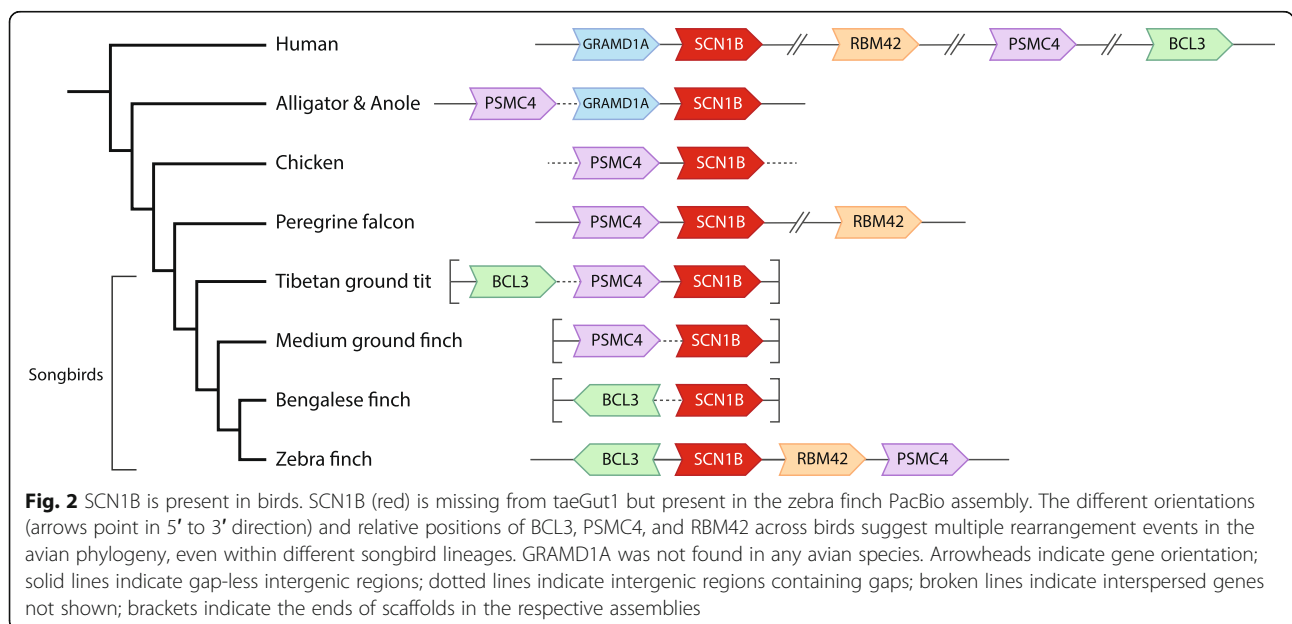 Human GRAMD1A SCN1B RBM42 PSMC4 BCL3
Alligator & Anole PSMC4 GRAMD1A SCN1B
Chicken PSMC4 SCN1B
Peregrine falcon PSMC4 SCN1B RBM42
Tibetan ground tit BCL3 PSMC4 SCN1B
Medium ground finch PSMC4 SCN1B
Songbirds
Bengalese finch BCL3 SCN1B
Zebra finch BCL3 SCN1B RBM42 PSMC4
Fig. 2 SCN1B is present in birds. SCN1B (red) is missing from taeGut1 but present in the zebra finch PacBio assembly. The different orientations
(arrows point in 5′ to 3′ direction) and relative positions of BCL3, PSMC4, and RBM42 across birds suggest multiple rearrangement events in the
avian phylogeny, even within different songbird lineages. GRAMD1A was not found in any avian species. Arrowheads indicate gene orientation;
solid lines indicate gap-less intergenic regions; dotted lines indicate intergenic regions containing gaps; broken lines indicate interspersed genes
not shown; brackets indicate the ends of scaffolds in the respective assemblies